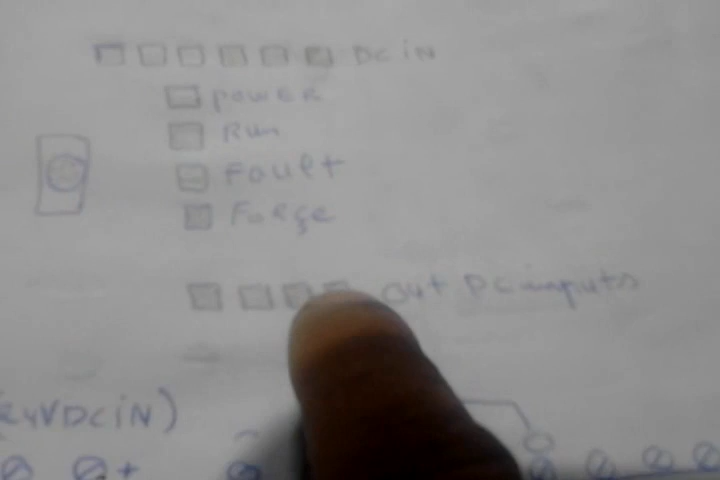 DC iN
power
Run
Fault
Force
out DC inputs
24VDC iN)
+